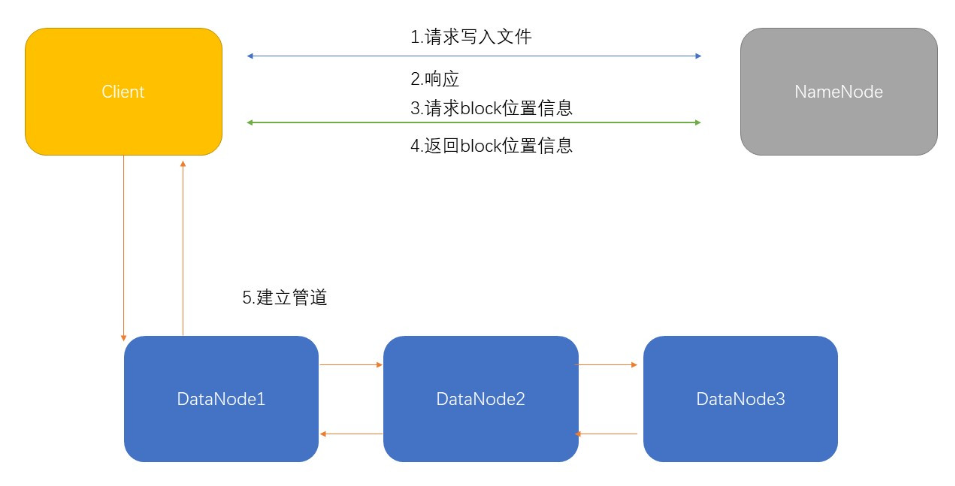 1.请求写入文件
Client
NameNode
2.响应
3.请求block位置信息
4.返回block位置信息
5.建立管道
DataNode1
DataNode2
DataNode3